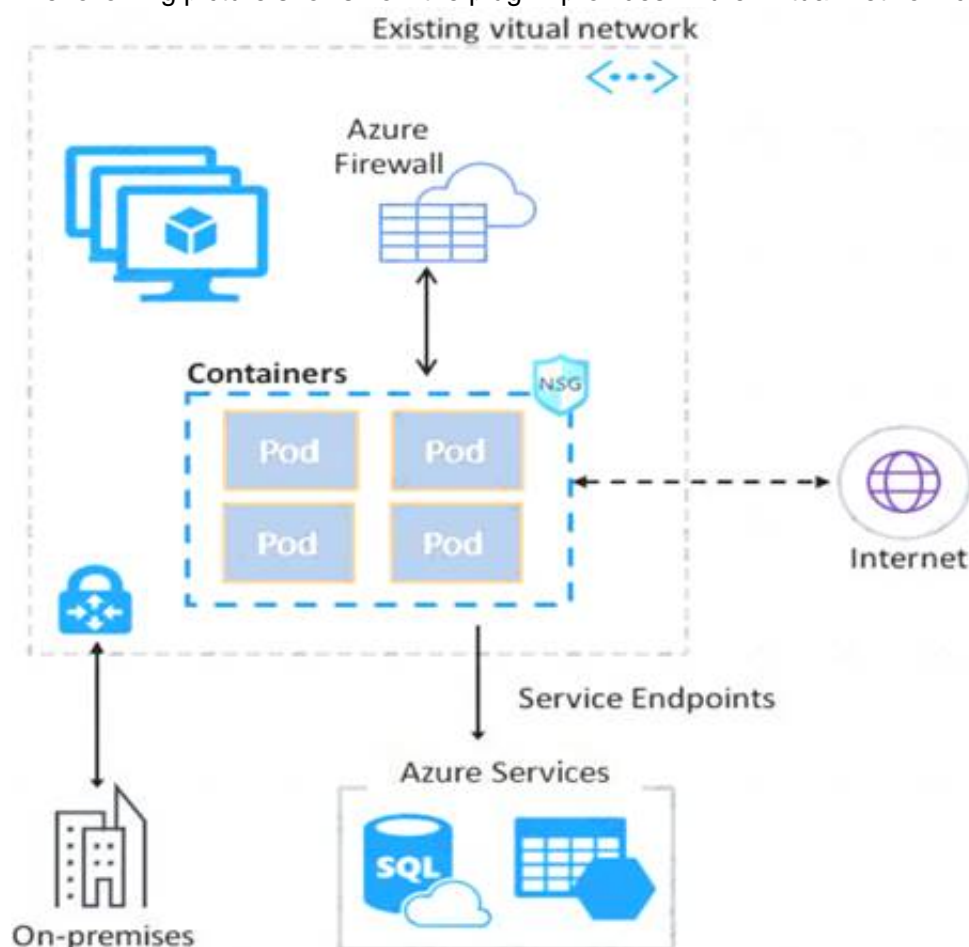 Existing vitual network
Azure
Firewall
Containers
NSG
Pod
Pod
Pod
Pod
Internet
Service Endpoints
Azure Services
SQL
On-premises